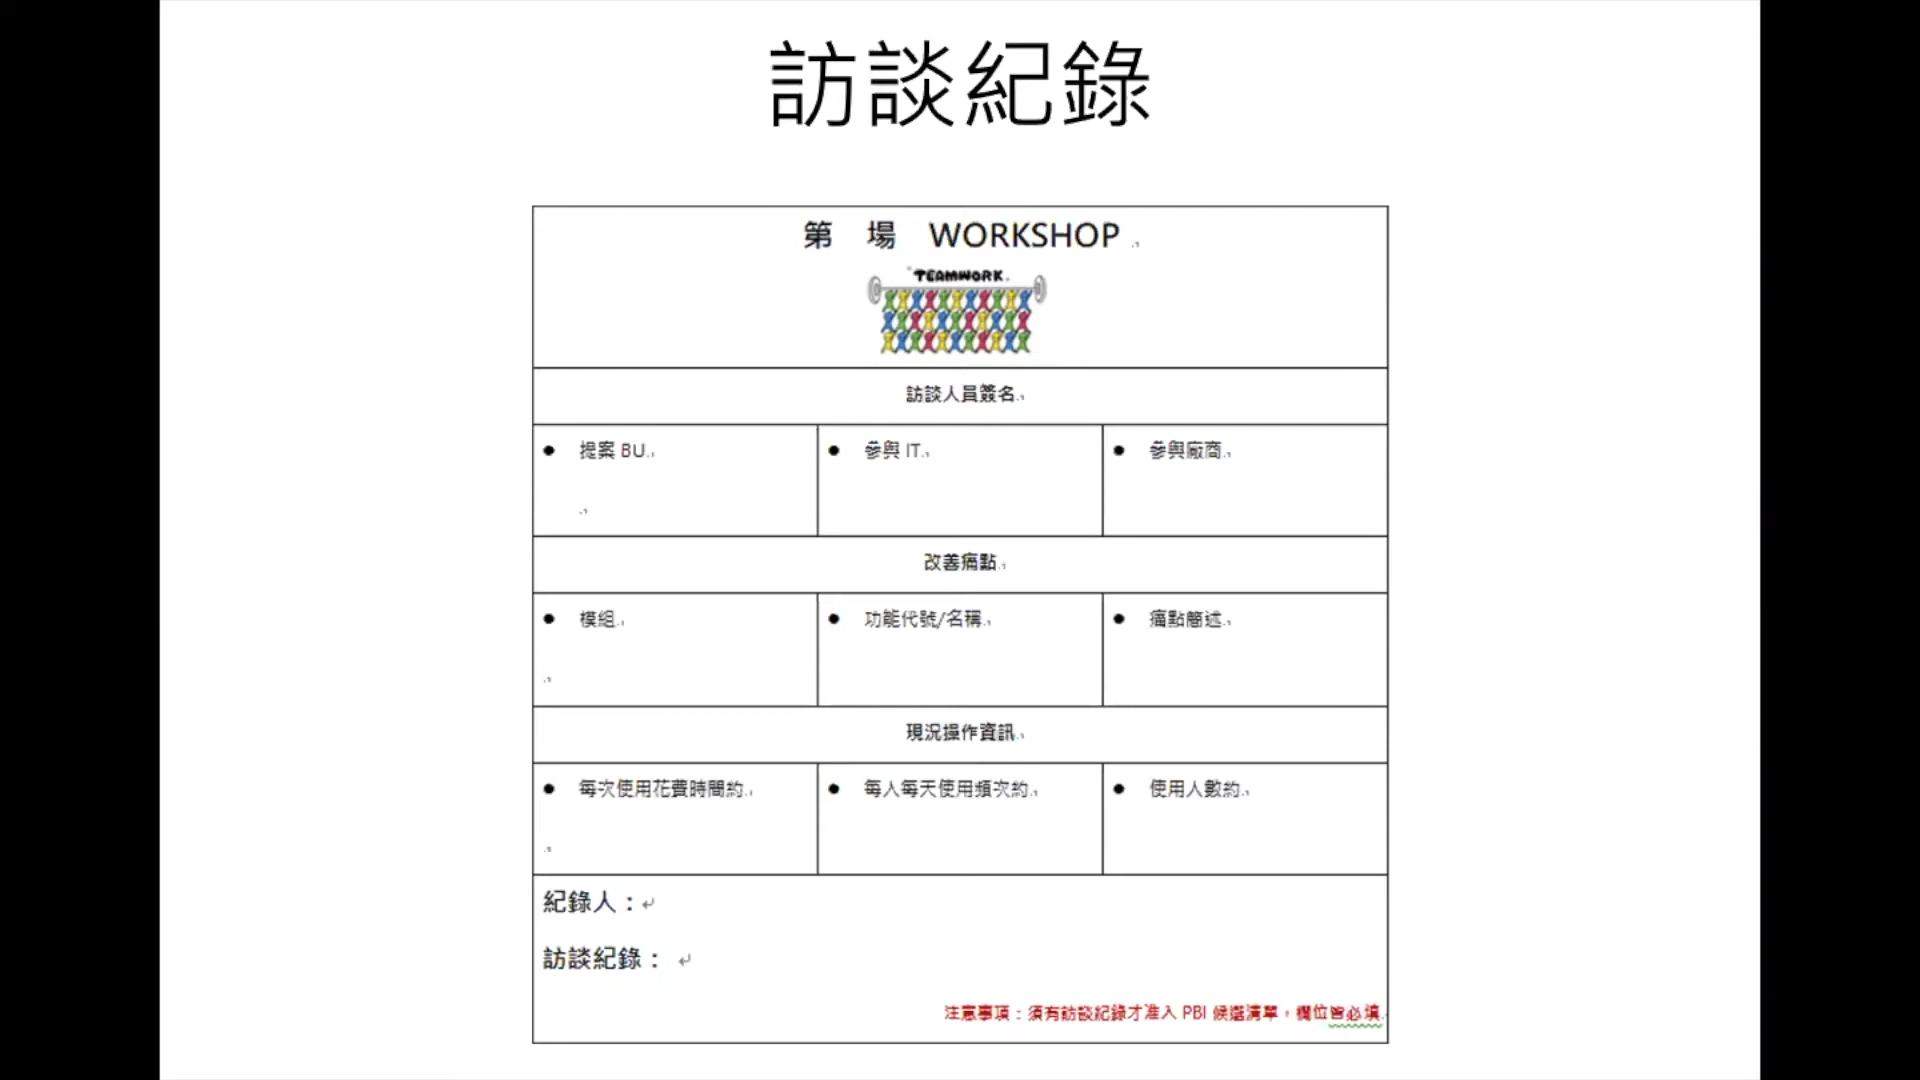 訪談紀錄
第 場 WORKSHOP
TEAMWORK
訪談人員簽名
● 提案 BU
● 參與 IT
● 參與廠商
改善痛點
● 模組
● 功能代號/名稱
● 痛點簡述
現況操作資訊
● 每次使用花費時間約
● 每人每天使用頻次約
● 使用人數約
紀錄人：
訪談紀錄：
注意事項：須有訪談紀錄才准入 PBI 候選清單，欄位皆必填